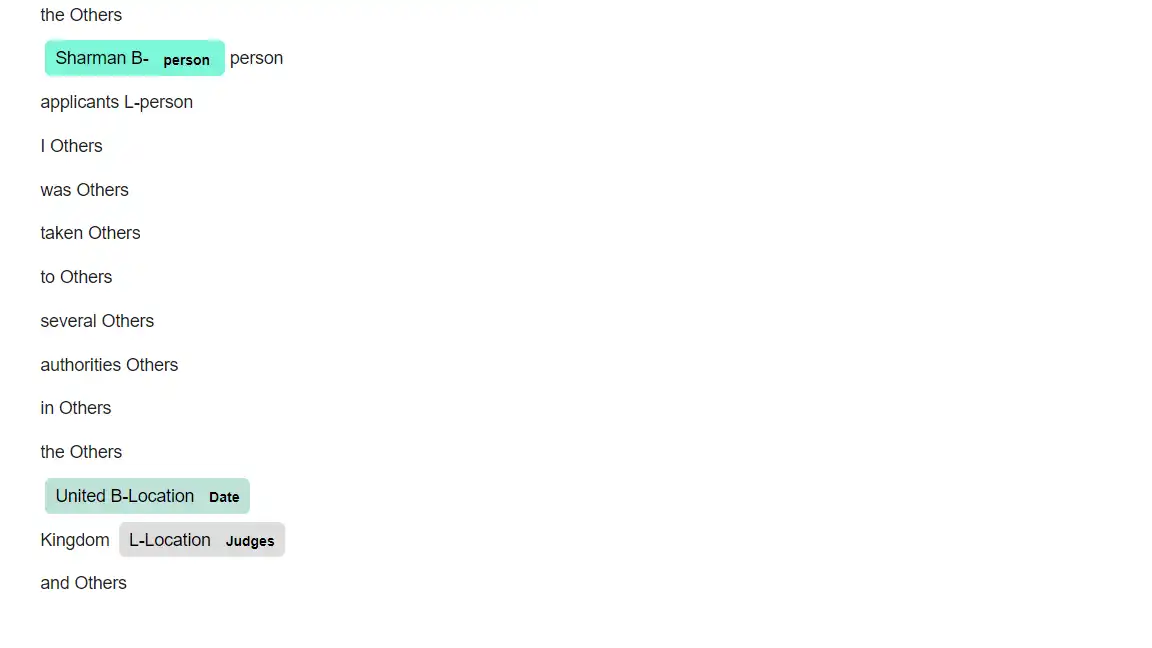 the Others
Sharman B- person person
applicants L-person
I Others
was Others
taken Others
to Others
several Others
authorities Others
in Others
the Others
United B-Location Date
Kingdom L-Location Judges
and Others